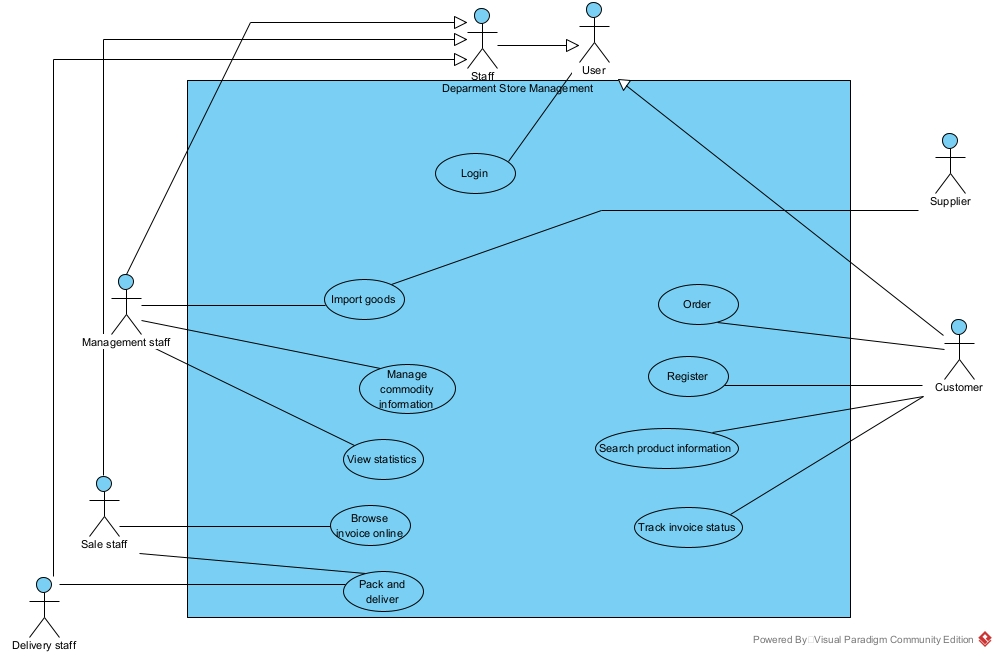 Staff
User
Deparment Store Management
Login
Supplier
Import goods
Order
Management staff
Manage
commodity
information
Register
Customer
Search product information
View statistics
Browse
invoice online
Track invoice status
Sale staff
Pack and
deliver
Delivery staff
Powered By Visual Paradigm Community Edition